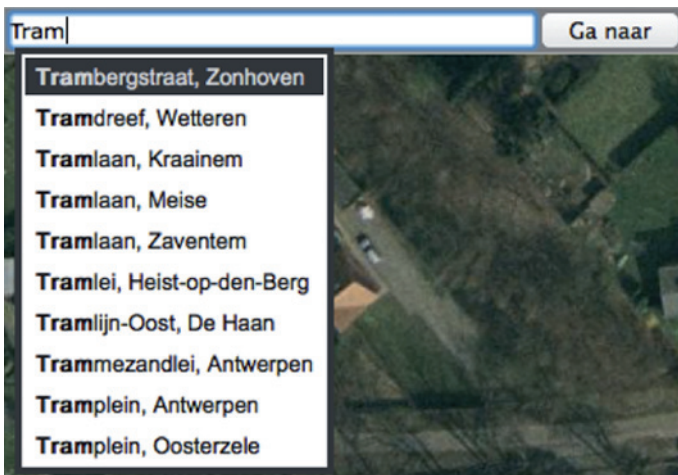 Tram
Ga naar
Trambergstraat, Zonhoven
Tramdreef, Wetteren
Tramlaan, Kraainem
Tramlaan, Meise
Tramlaan, Zaventem
Tramlei, Heist-op-den-Berg
Tramlijn-Oost, De Haan
Trammezandlei, Antwerpen
Tramplein, Antwerpen
Tramplein, Oosterzele